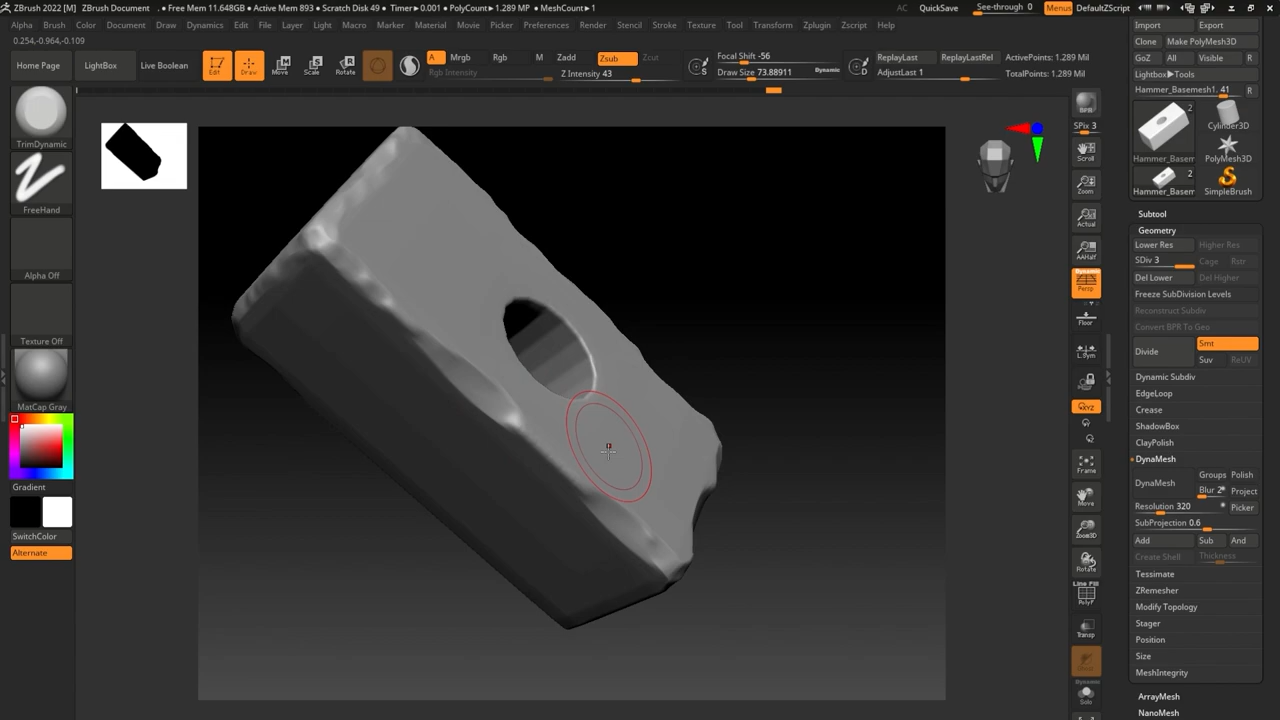 ZBrush 2022 [M] ZBrush Document , • Free Mem 11.648GB • Active Mem 893 • Scratch Disk 49 • Timer▸0.001 • PolyCount▸1.289 MP • MeshCount▸1 AC QuickSave See-through 0 Menus DefaultZScript
Alpha Brush Color Document Draw Dynamics Edit File Layer Light Macro Marker Material Movie Picker Preferences Render Stencil Stroke Texture Tool Transform Zplugin Zscript Help
0.254,-0.964,-0.109
Home Page LightBox Live Boolean Edit Draw Move Scale Rotate A Mrgb Rgb M Zadd Zsub Zcut
Rgb Intensity Z Intensity 43
S Focal Shift -56
Draw Size 73.88911 Dynamic
D ReplayLast ReplayLastRel
AdjustLast 1
ActivePoints: 1.289 Mil
TotalPoints: 1.289 Mil
TrimDynamic
FreeHand
Alpha Off
Texture Off
MatCap Gray
Gradient
SwitchColor
Alternate
BPR
SPix 3
Scroll
Zoom
Actual
AAHalf
Dynamic
Persp
Floor
L.Sym
XYZ
Frame
Move
Zoom3D
Rotate
Line Fill
PolyF
Transp
Dynamic
Solo
Import Export
Clone Make PolyMesh3D
GoZ All Visible R
Lightbox▸Tools
Hammer_Basemesh1. 41 R
2
Hammer_Basem
Cylinder3D
PolyMesh3D
2
Hammer_Basem
SimpleBrush
Subtool
Geometry
Lower Res Higher Res
SDiv 3 Cage Rstr
Del Lower Del Higher
Freeze SubDivision Levels
Reconstruct Subdiv
Convert BPR To Geo
Divide Smt
Suv ReUV
Dynamic Subdiv
EdgeLoop
Crease
ShadowBox
ClayPolish
DynaMesh
DynaMesh Groups Polish
Blur 2 Project
Resolution 320 Picker
SubProjection 0.6
Add Sub And
Create Shell Thickness
Tessimate
ZRemesher
Modify Topology
Stager
Position
Size
MeshIntegrity
ArrayMesh
NanoMesh